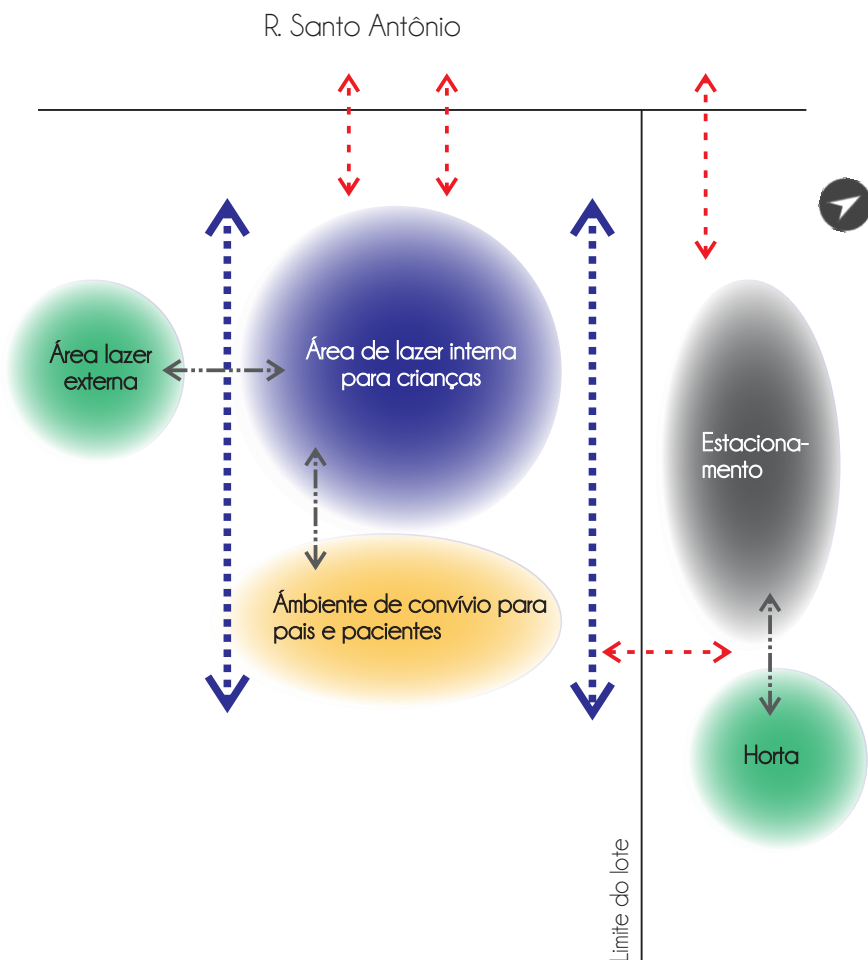 R. Santo Antônio
Área lazer
externa
Área de lazer interna
para crianças
Estaciona-
mento
Ámbiente de convívio para
pais e pacientes
Horta
Limite do lote